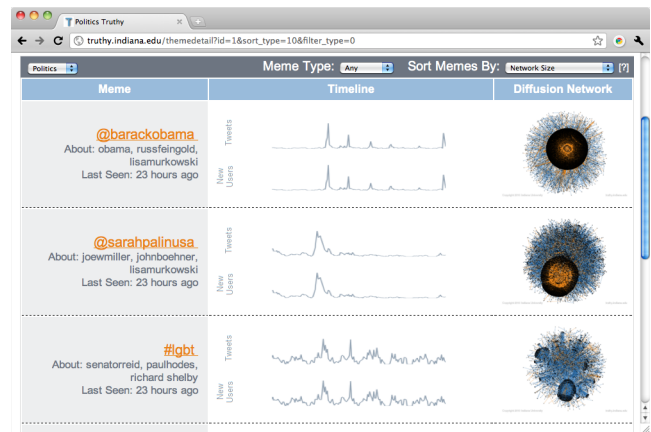 Politics Truthy
truthy.indiana.edu/themedetail?id=1&sort_type=10&filter_type=0
Politics Meme Type: Any Sort Memes By: Network Size [?]
Meme Timeline Diffusion Network
@barackobama
About: obama, russfeingold,
lisamurkowski
Last Seen: 23 hours ago
Tweets
New
Users
@sarahpalinusa
About: joewmiller, johnboehner,
lisamurkowski
Last Seen: 23 hours ago
Tweets
New
Users
#lgbt
About: senatorreid, paulhodes,
richard shelby
Last Seen: 23 hours ago
Tweets
New
Users